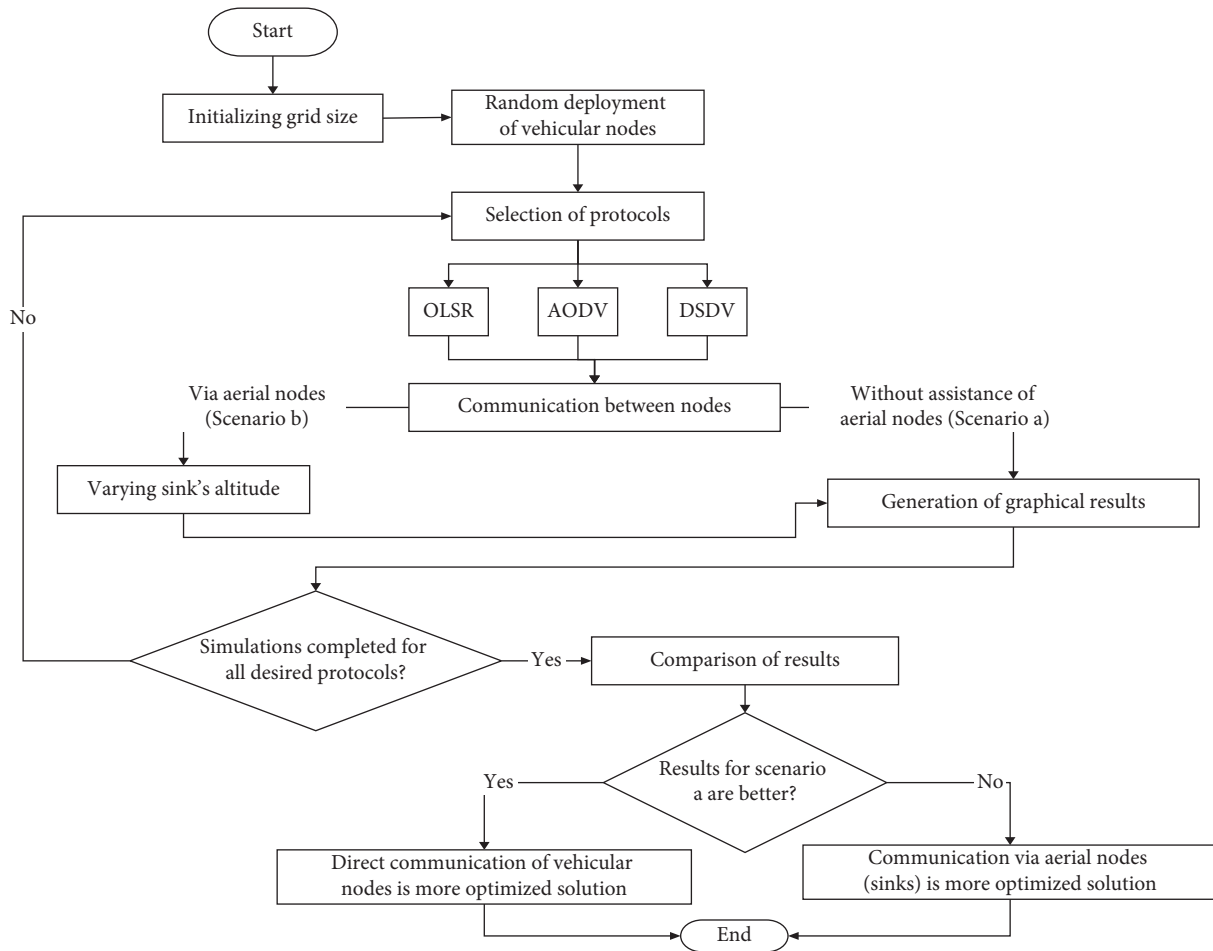 Start
Initializing grid size
Random deployment
of vehicular nodes
Selection of protocols
OLSR
AODV
DSDV
No
Via aerial nodes
(Scenario b)
Communication between nodes
Without assistance of
aerial nodes (Scenario a)
Varying sink's altitude
Generation of graphical results
Simulations completed for
all desired protocols?
Yes
Comparison of results
Yes
Results for scenario
a are better?
No
Direct communication of vehicular
nodes is more optimized solution
Communication via aerial nodes
(sinks) is more optimized solution
End